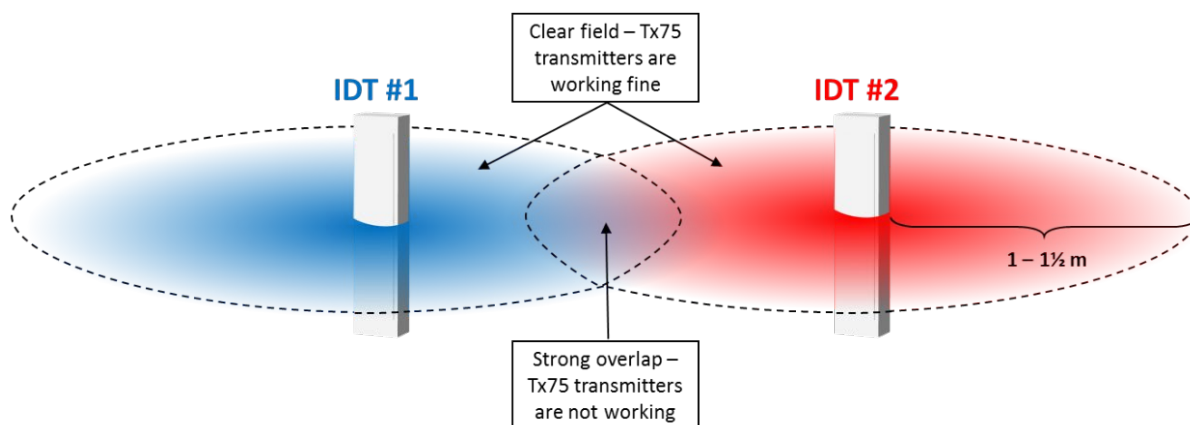 Clear field – Tx75
transmitters are
working fine
IDT #1
IDT #2
1 – 1½ m
Strong overlap –
Tx75 transmitters
are not working